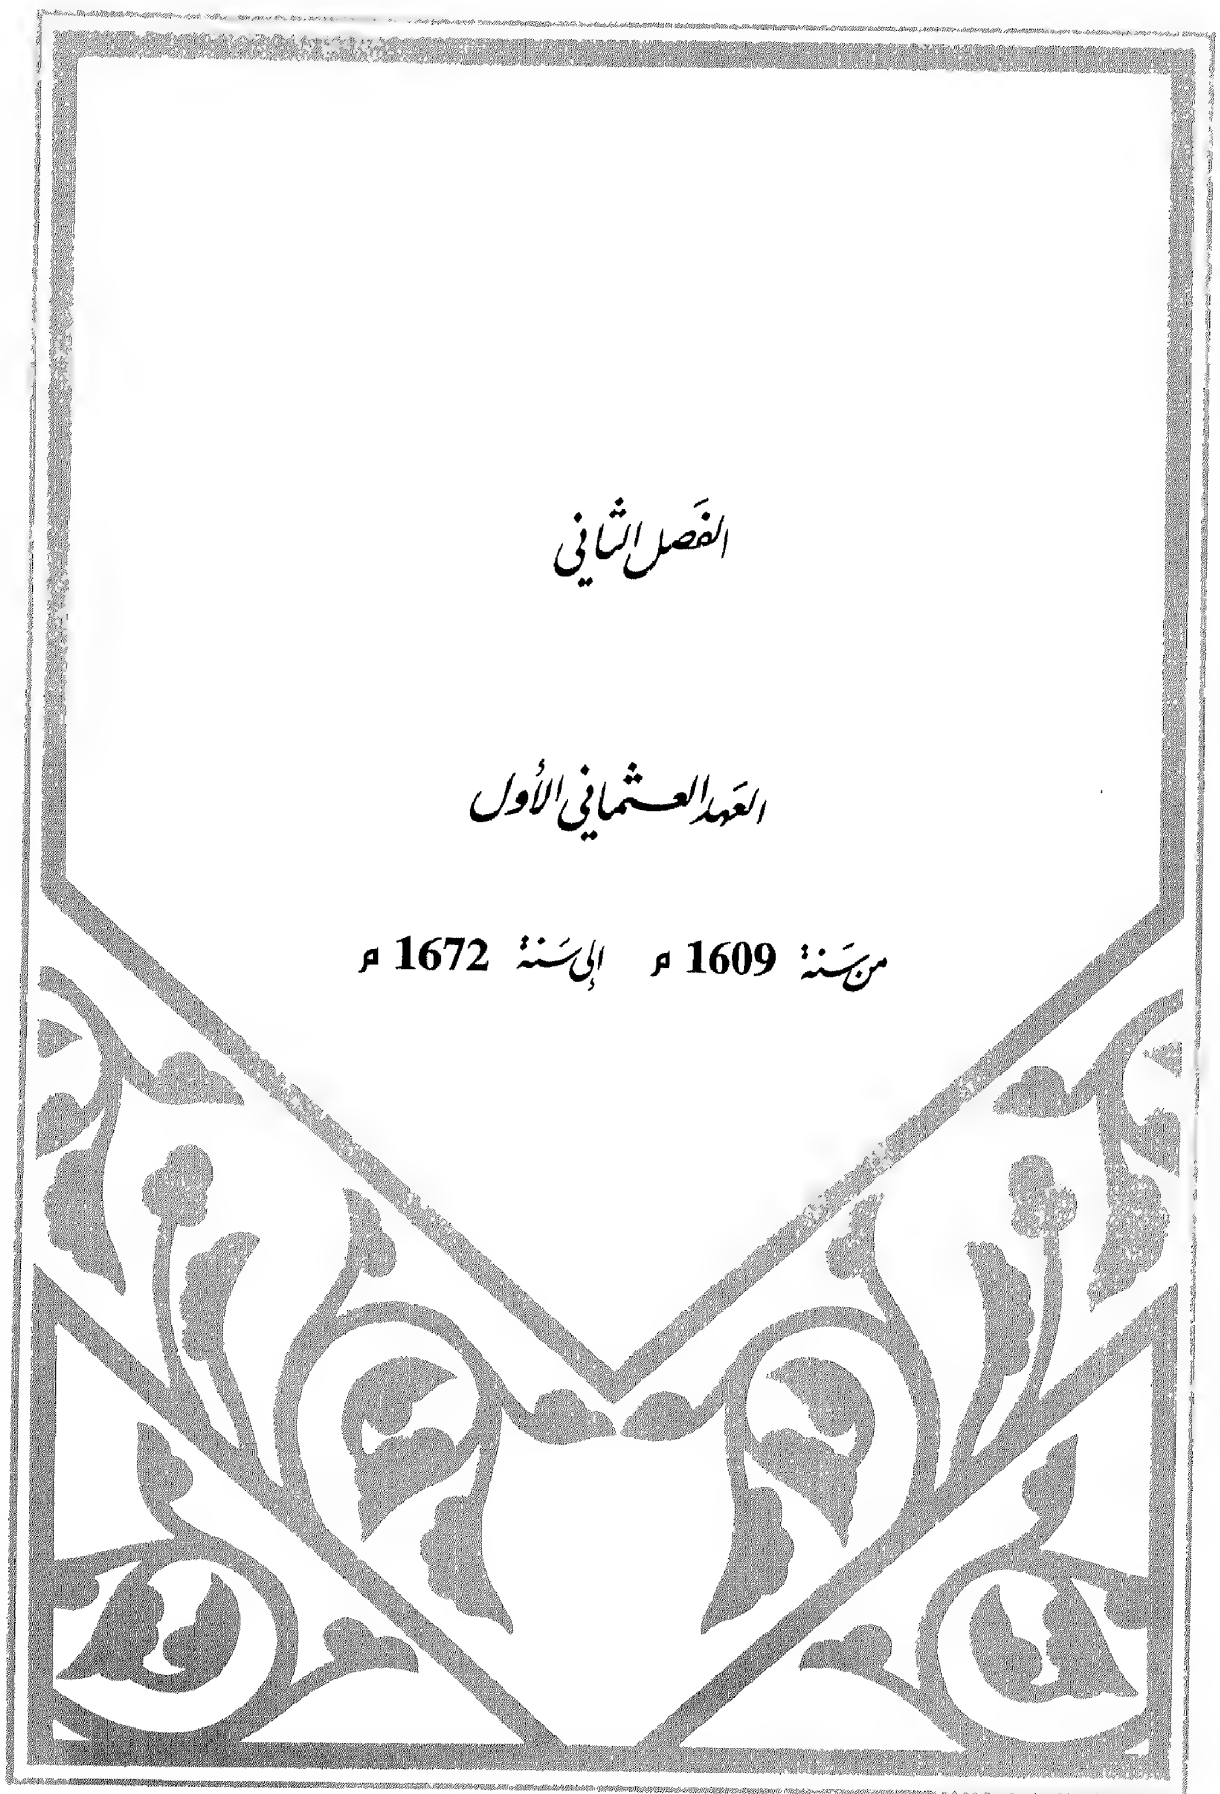 الفصل الثاني
العهد العثماني الأول
من سنة 1609 م إلى سنة 1672 م